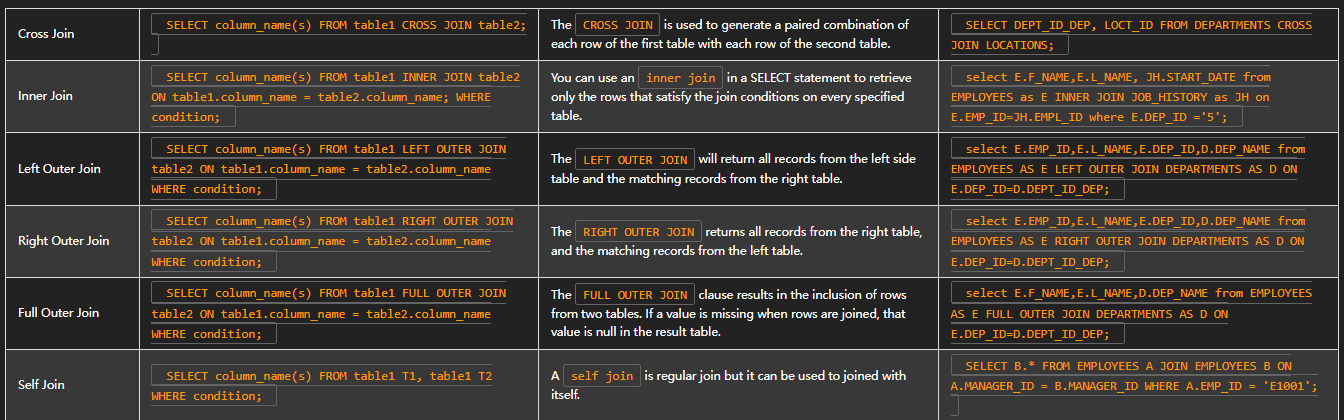 Cross Join
SELECT column_name(s) FROM table1 CROSS JOIN table2;
The CROSS JOIN is used to generate a paired combination of
each row of the first table with each row of the second table.
SELECT DEPT_ID_DEP, LOCT_ID FROM DEPARTMENTS CROSS
JOIN LOCATIONS;
Inner Join
SELECT column_name(s) FROM table1 INNER JOIN table2
ON table1.column_name = table2.column_name; WHERE
condition;
You can use an inner join in a SELECT statement to retrieve
only the rows that satisfy the join conditions on every specified
table.
select E.F_NAME,E.L_NAME, JH.START_DATE from
EMPLOYEES as E INNER JOIN JOB_HISTORY as JH on
E.EMP_ID=JH.EMPL_ID where E.DEP_ID ='5';
Left Outer Join
SELECT column_name(s) FROM table1 LEFT OUTER JOIN
table2 ON table1.column_name = table2.column_name
WHERE condition;
The LEFT OUTER JOIN will return all records from the left side
table and the matching records from the right table.
select E.EMP_ID,E.L_NAME,E.DEP_ID,D.DEP_NAME from
EMPLOYEES AS E LEFT OUTER JOIN DEPARTMENTS AS D ON
E.DEP_ID=D.DEPT_ID_DEP;
Right Outer Join
SELECT column_name(s) FROM table1 RIGHT OUTER JOIN
table2 ON table1.column_name = table2.column_name
WHERE condition;
The RIGHT OUTER JOIN returns all records from the right table,
and the matching records from the left table.
select E.EMP_ID,E.L_NAME,E.DEP_ID,D.DEP_NAME from
EMPLOYEES AS E RIGHT OUTER JOIN DEPARTMENTS AS D ON
E.DEP_ID=D.DEPT_ID_DEP;
Full Outer Join
SELECT column_name(s) FROM table1 FULL OUTER JOIN
table2 ON table1.column_name = table2.column_name
WHERE condition;
The FULL OUTER JOIN clause results in the inclusion of rows
from two tables. If a value is missing when rows are joined, that
value is null in the result table.
select E.F_NAME,E.L_NAME,D.DEP_NAME from EMPLOYEES
AS E FULL OUTER JOIN DEPARTMENTS AS D ON
E.DEP_ID=D.DEPT_ID_DEP;
Self Join
SELECT column_name(s) FROM table1 T1, table1 T2
WHERE condition;
A self join is regular join but it can be used to joined with
itself.
SELECT B.* FROM EMPLOYEES A JOIN EMPLOYEES B ON
A.MANAGER_ID = B.MANAGER_ID WHERE A.EMP_ID = 'E1001';